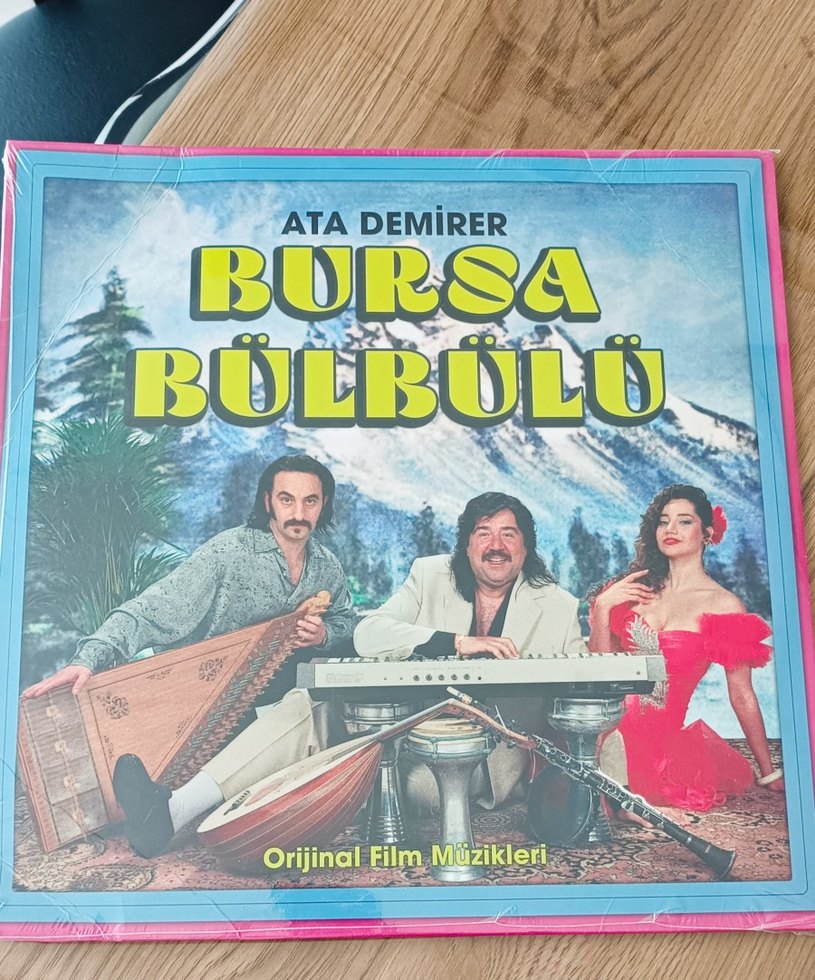 ATA DEMİRER
BURSA
BÜLBÜLÜ
Orijinal Film Müzikleri